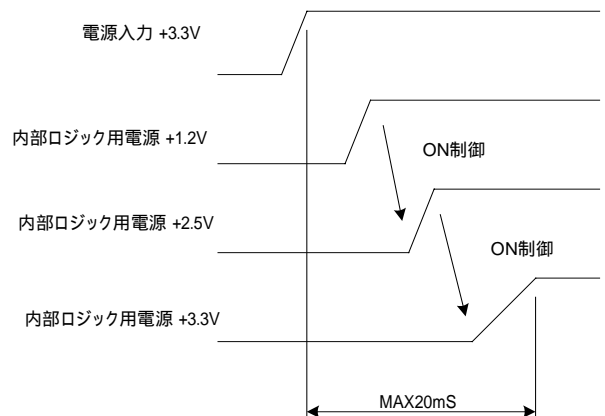 電源入力 +3.3V
内部ロジック用電源 +1.2V
ON制御
内部ロジック用電源 +2.5V
ON制御
内部ロジック用電源 +3.3V
MAX20mS